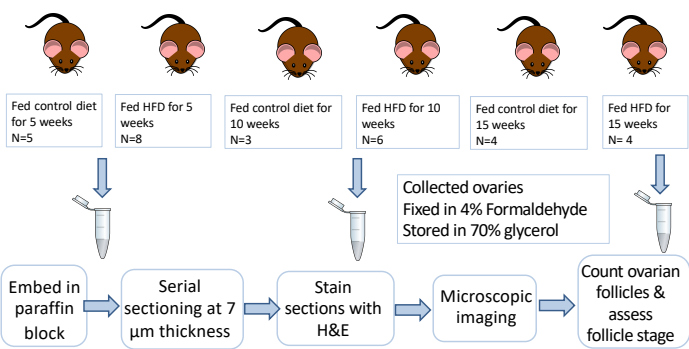 Fed control diet
for 5 weeks
N=5
Fed HFD for 5
weeks
N=8
Fed control diet for
10 weeks
N=3
Fed HFD for 10
weeks
N=6
Fed control diet for
15 weeks
N=4
Fed HFD for
15 weeks
N= 4
Collected ovaries
Fixed in 4% Formaldehyde
Stored in 70% glycerol
Embed in
paraffin
block
Serial
sectioning at 7
µm thickness
Stain
sections with
H&E
Microscopic
imaging
Count ovarian
follicles &
assess
follicle stage